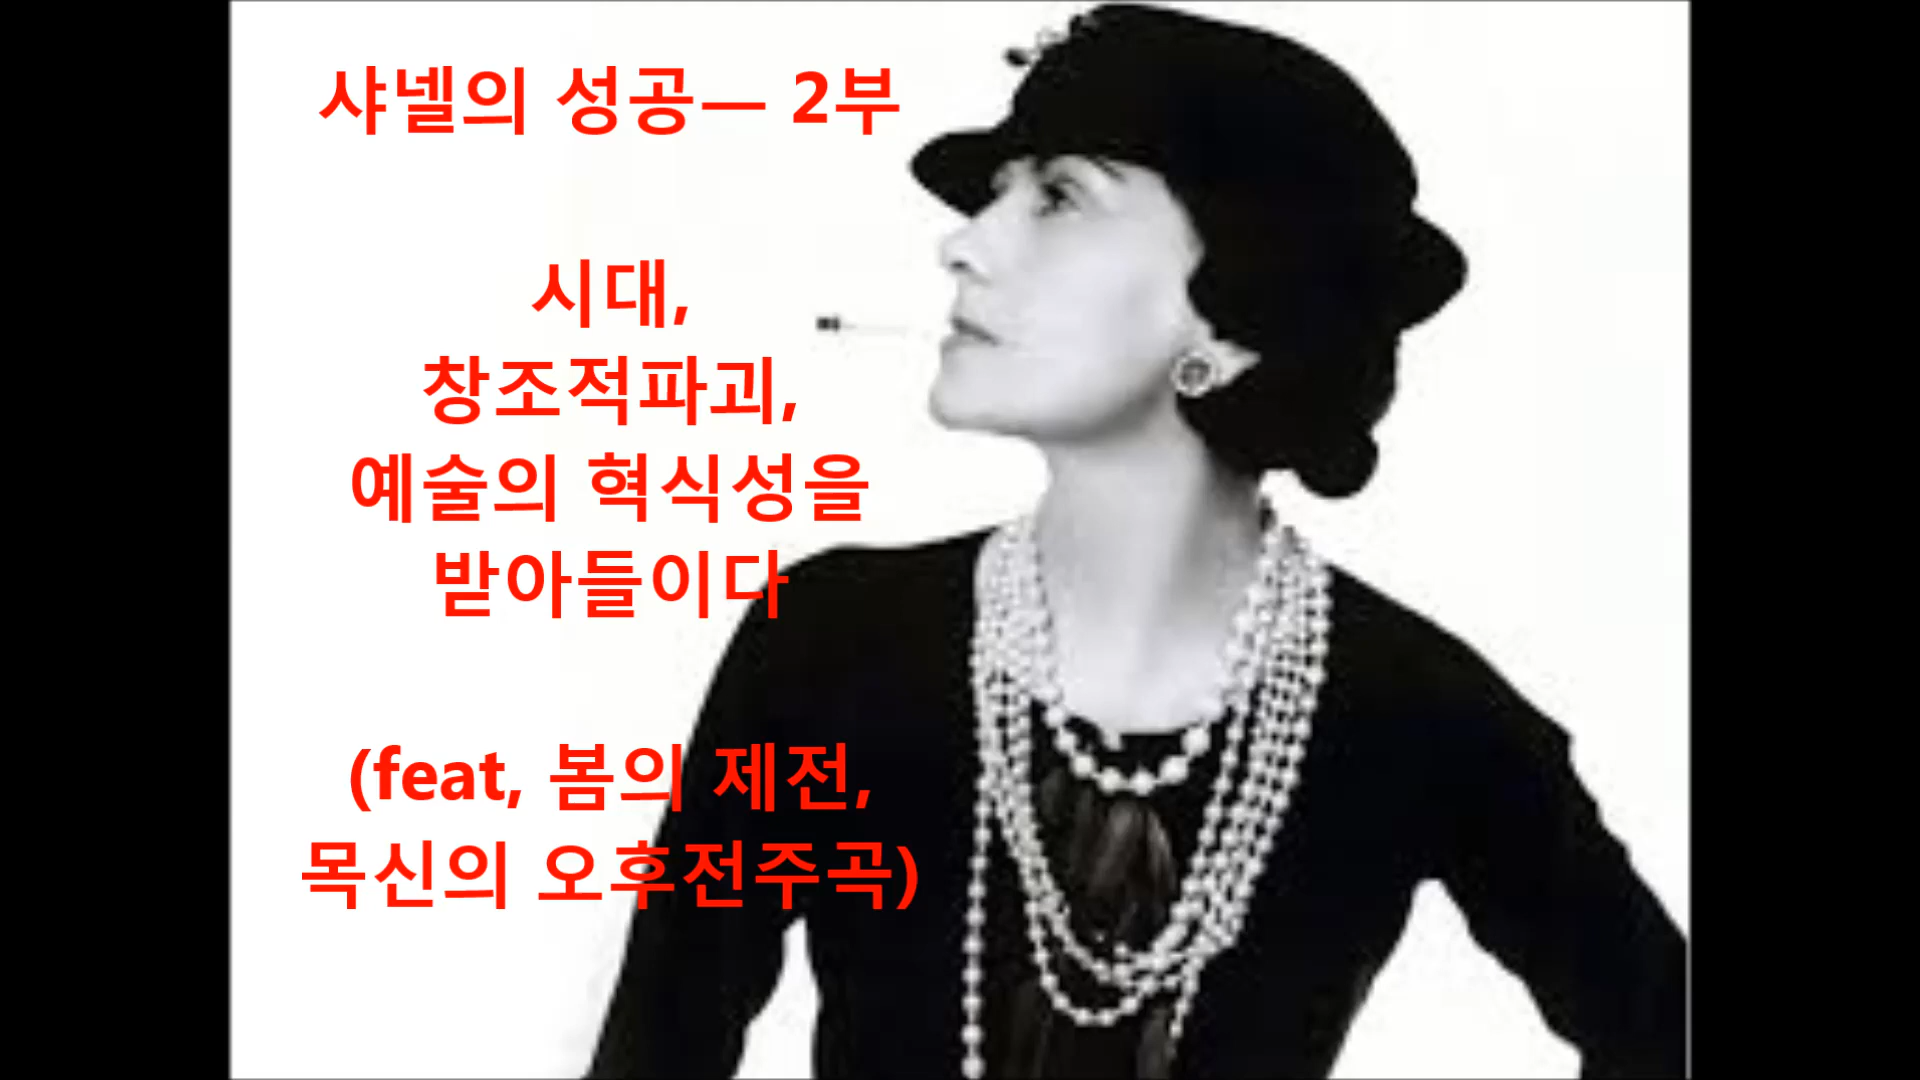 샤넬의 성공— 2부
시대,
창조적파괴,
예술의 혁식성을
받아들이다
(feat, 봄의 제전,
목신의 오후전주곡)